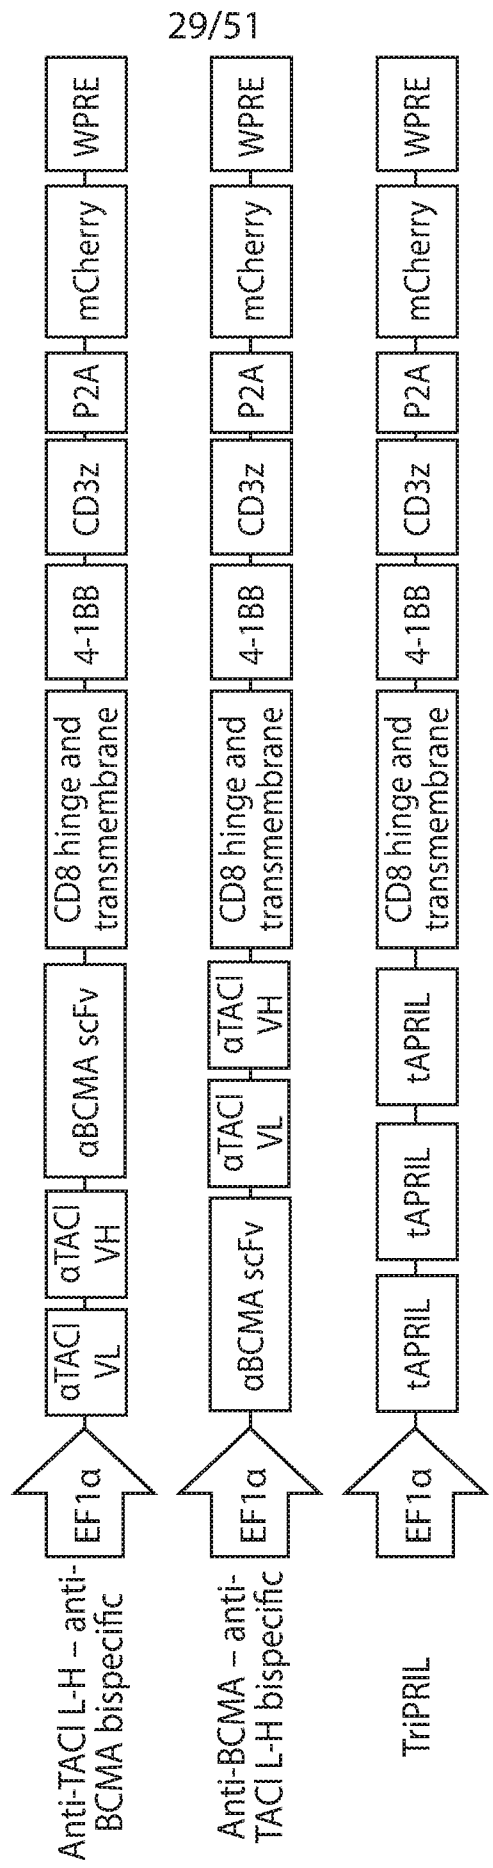 29/51
Anti-TACI L-H – anti-
BCMA bispecific
EF1α
αTACI
VL
αTACI
VH
αBCMA scFv
CD8 hinge and
transmembrane
4-1BB
CD3z
P2A
mCherry
WPRE
Anti-BCMA – anti-
TACI L-H bispecific
EF1α
αBCMA scFv
αTACI
VL
αTACI
VH
CD8 hinge and
transmembrane
4-1BB
CD3z
P2A
mCherry
WPRE
TriPRIL
EF1α
tAPRIL
tAPRIL
tAPRIL
CD8 hinge and
transmembrane
4-1BB
CD3z
P2A
mCherry
WPRE